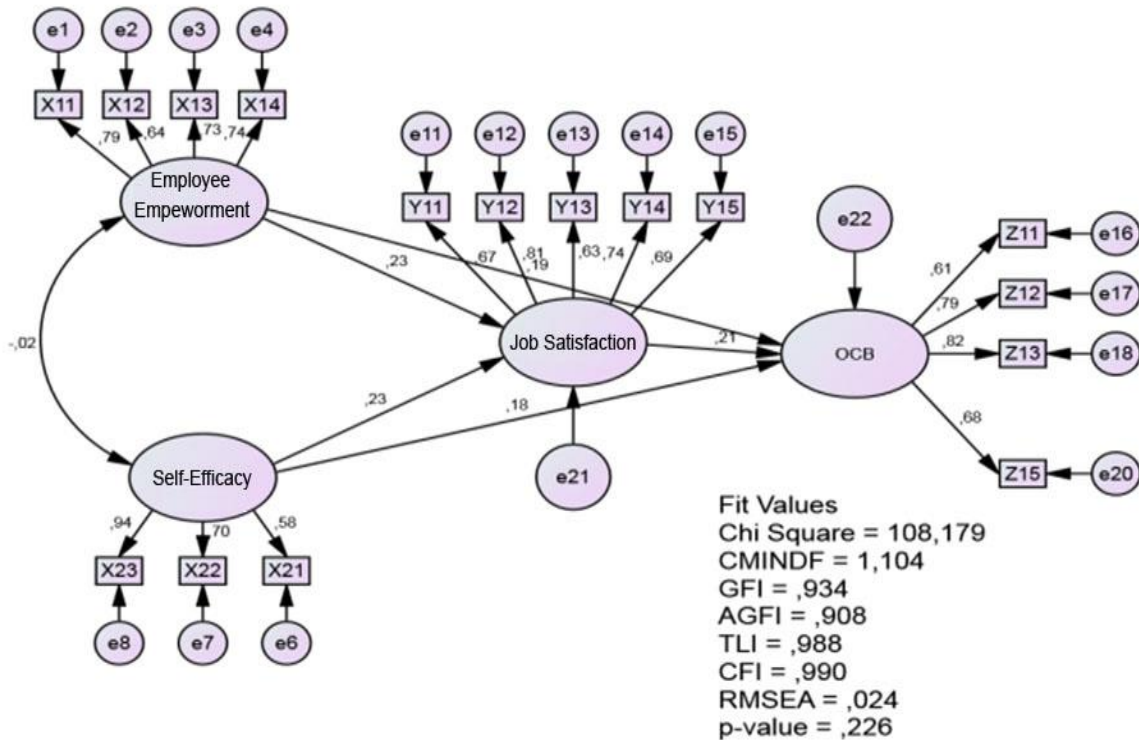 e1 e2 e3 e4
X11 X12 X13 X14
,79 ,64 ,73 ,74
Employee
Empeworment
e11 e12 e13 e14 e15
Y11 Y12 Y13 Y14 Y15
,67 ,81 ,63 ,74 ,69
,19
,23
e22
Z11 e16
,61
Z12 e17
,79
Z13 e18
,82
-,02
Job Satisfaction
,21
OCB
,23
,18
,68
Z15 e20
Self-Efficacy
e21
,94 ,70 ,58
X23 X22 X21
e8 e7 e6
Fit Values
Chi Square = 108,179
CMINDF = 1,104
GFI = ,934
AGFI = ,908
TLI = ,988
CFI = ,990
RMSEA = ,024
p-value = ,226